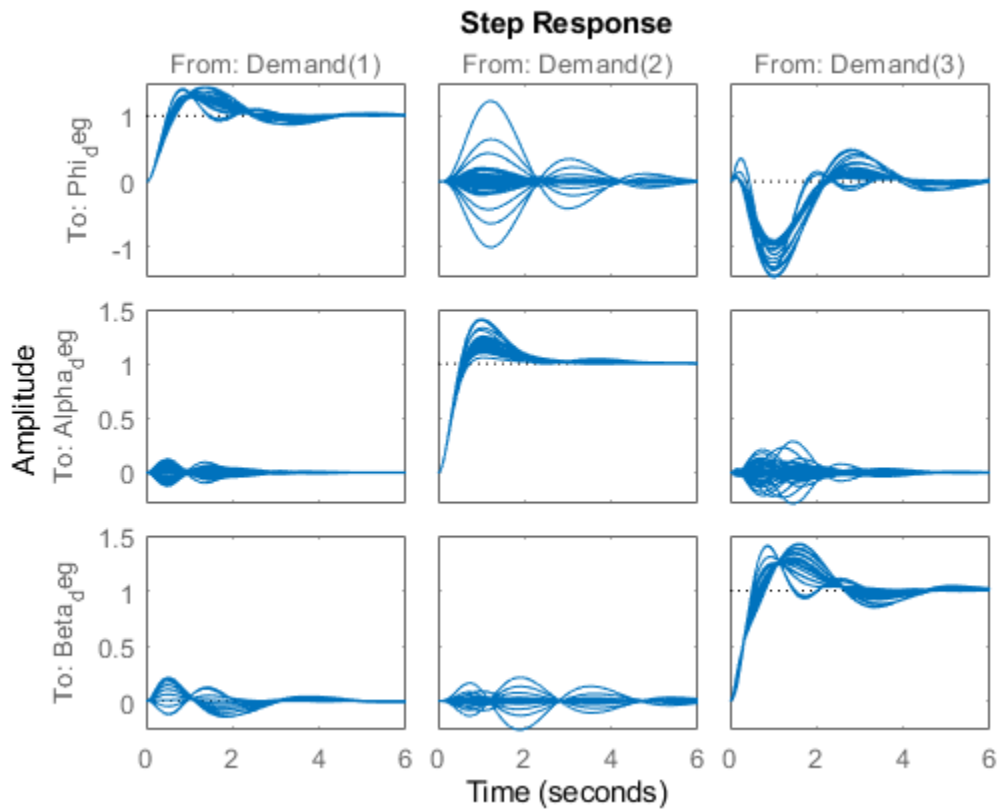 Step Response
From: Demand(1) From: Demand(2) From: Demand(3)
To: Phi_deg
1
0
-1
Amplitude
To: Alpha_deg
1.5
1
0.5
0
To: Beta_deg
1.5
1
0.5
0
0 2 4 6 0 2 4 6 0 2 4 6
Time (seconds)